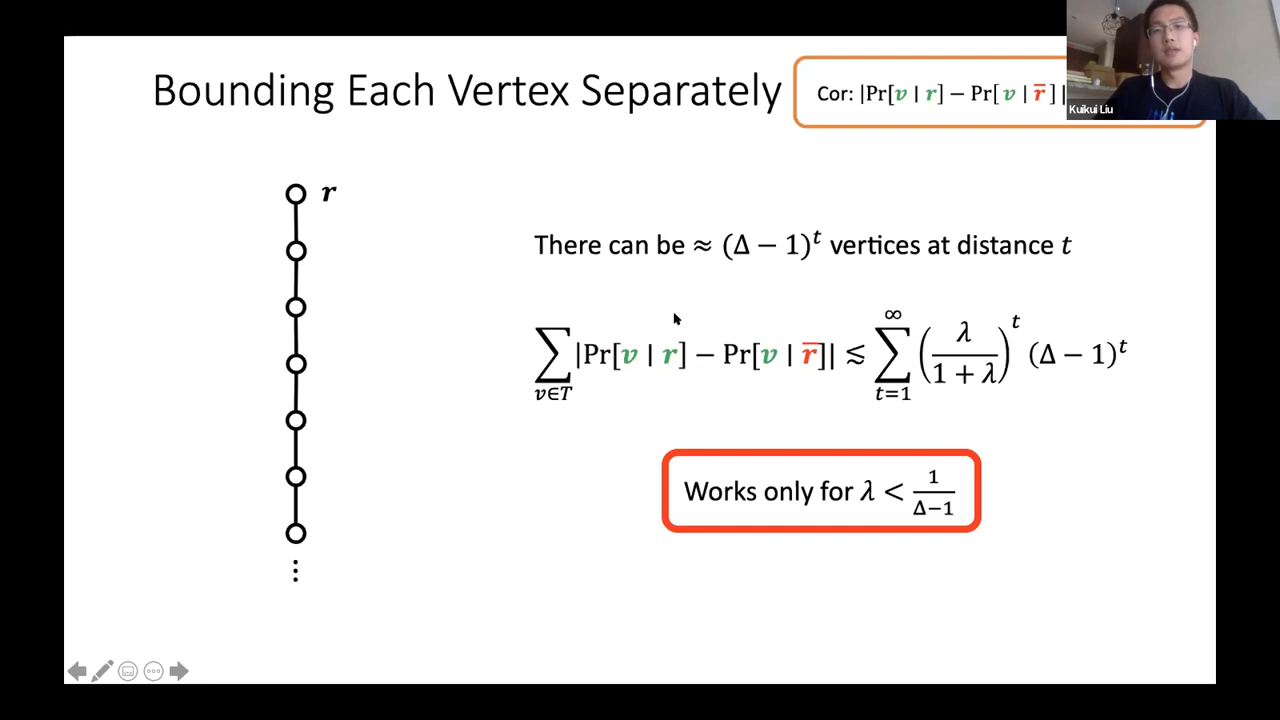 Bounding Each Vertex Separately
Cor: |Pr[v | r] − Pr[ v | r̅ ]|
Kuikui Liu
r
There can be ≈ (Δ − 1)^t vertices at distance t
∑_{v∈T} |Pr[v | r] − Pr[v | r̅]| ≲ ∑_{t=1}^{∞} (λ / (1 + λ))^t (Δ − 1)^t
Works only for λ < 1/(Δ−1)
⋮